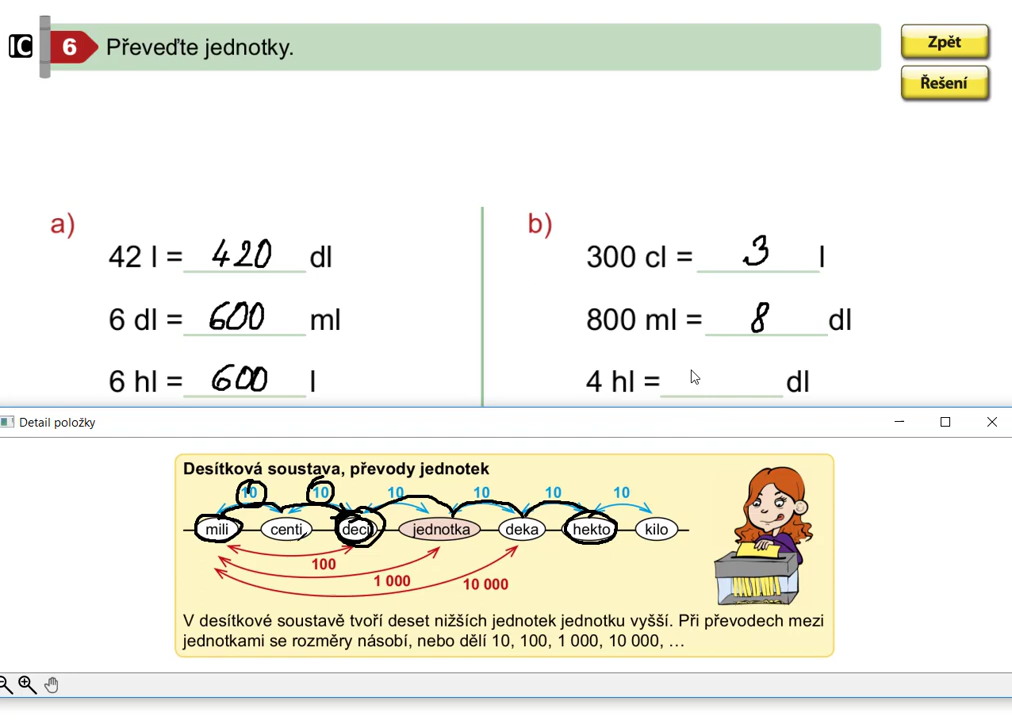 IC
6 Převeďte jednotky.
Zpět
Řešení
a)
42 l = 420 dl
6 dl = 600 ml
6 hl = 600 l
b)
300 cl = 3 l
800 ml = 8 dl
4 hl = dl
Detail položky
Desítková soustava, převody jednotek
10 10 10 10 10 10
mili centi deci jednotka deka hekto kilo
100
1 000
10 000
V desítkové soustavě tvoří deset nižších jednotek jednotku vyšší. Při převodech mezi
jednotkami se rozměry násobí, nebo dělí 10, 100, 1 000, 10 000, …